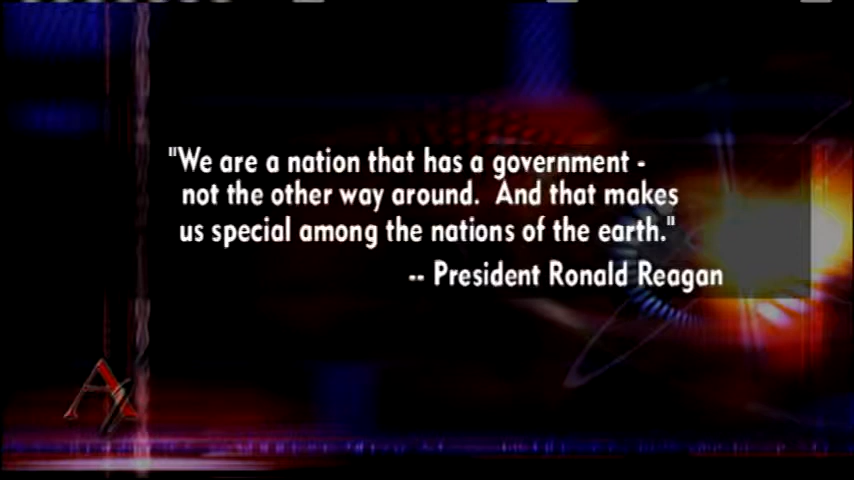 "We are a nation that has a government -
not the other way around.  And that makes
us special among the nations of the earth."
-- President Ronald Reagan